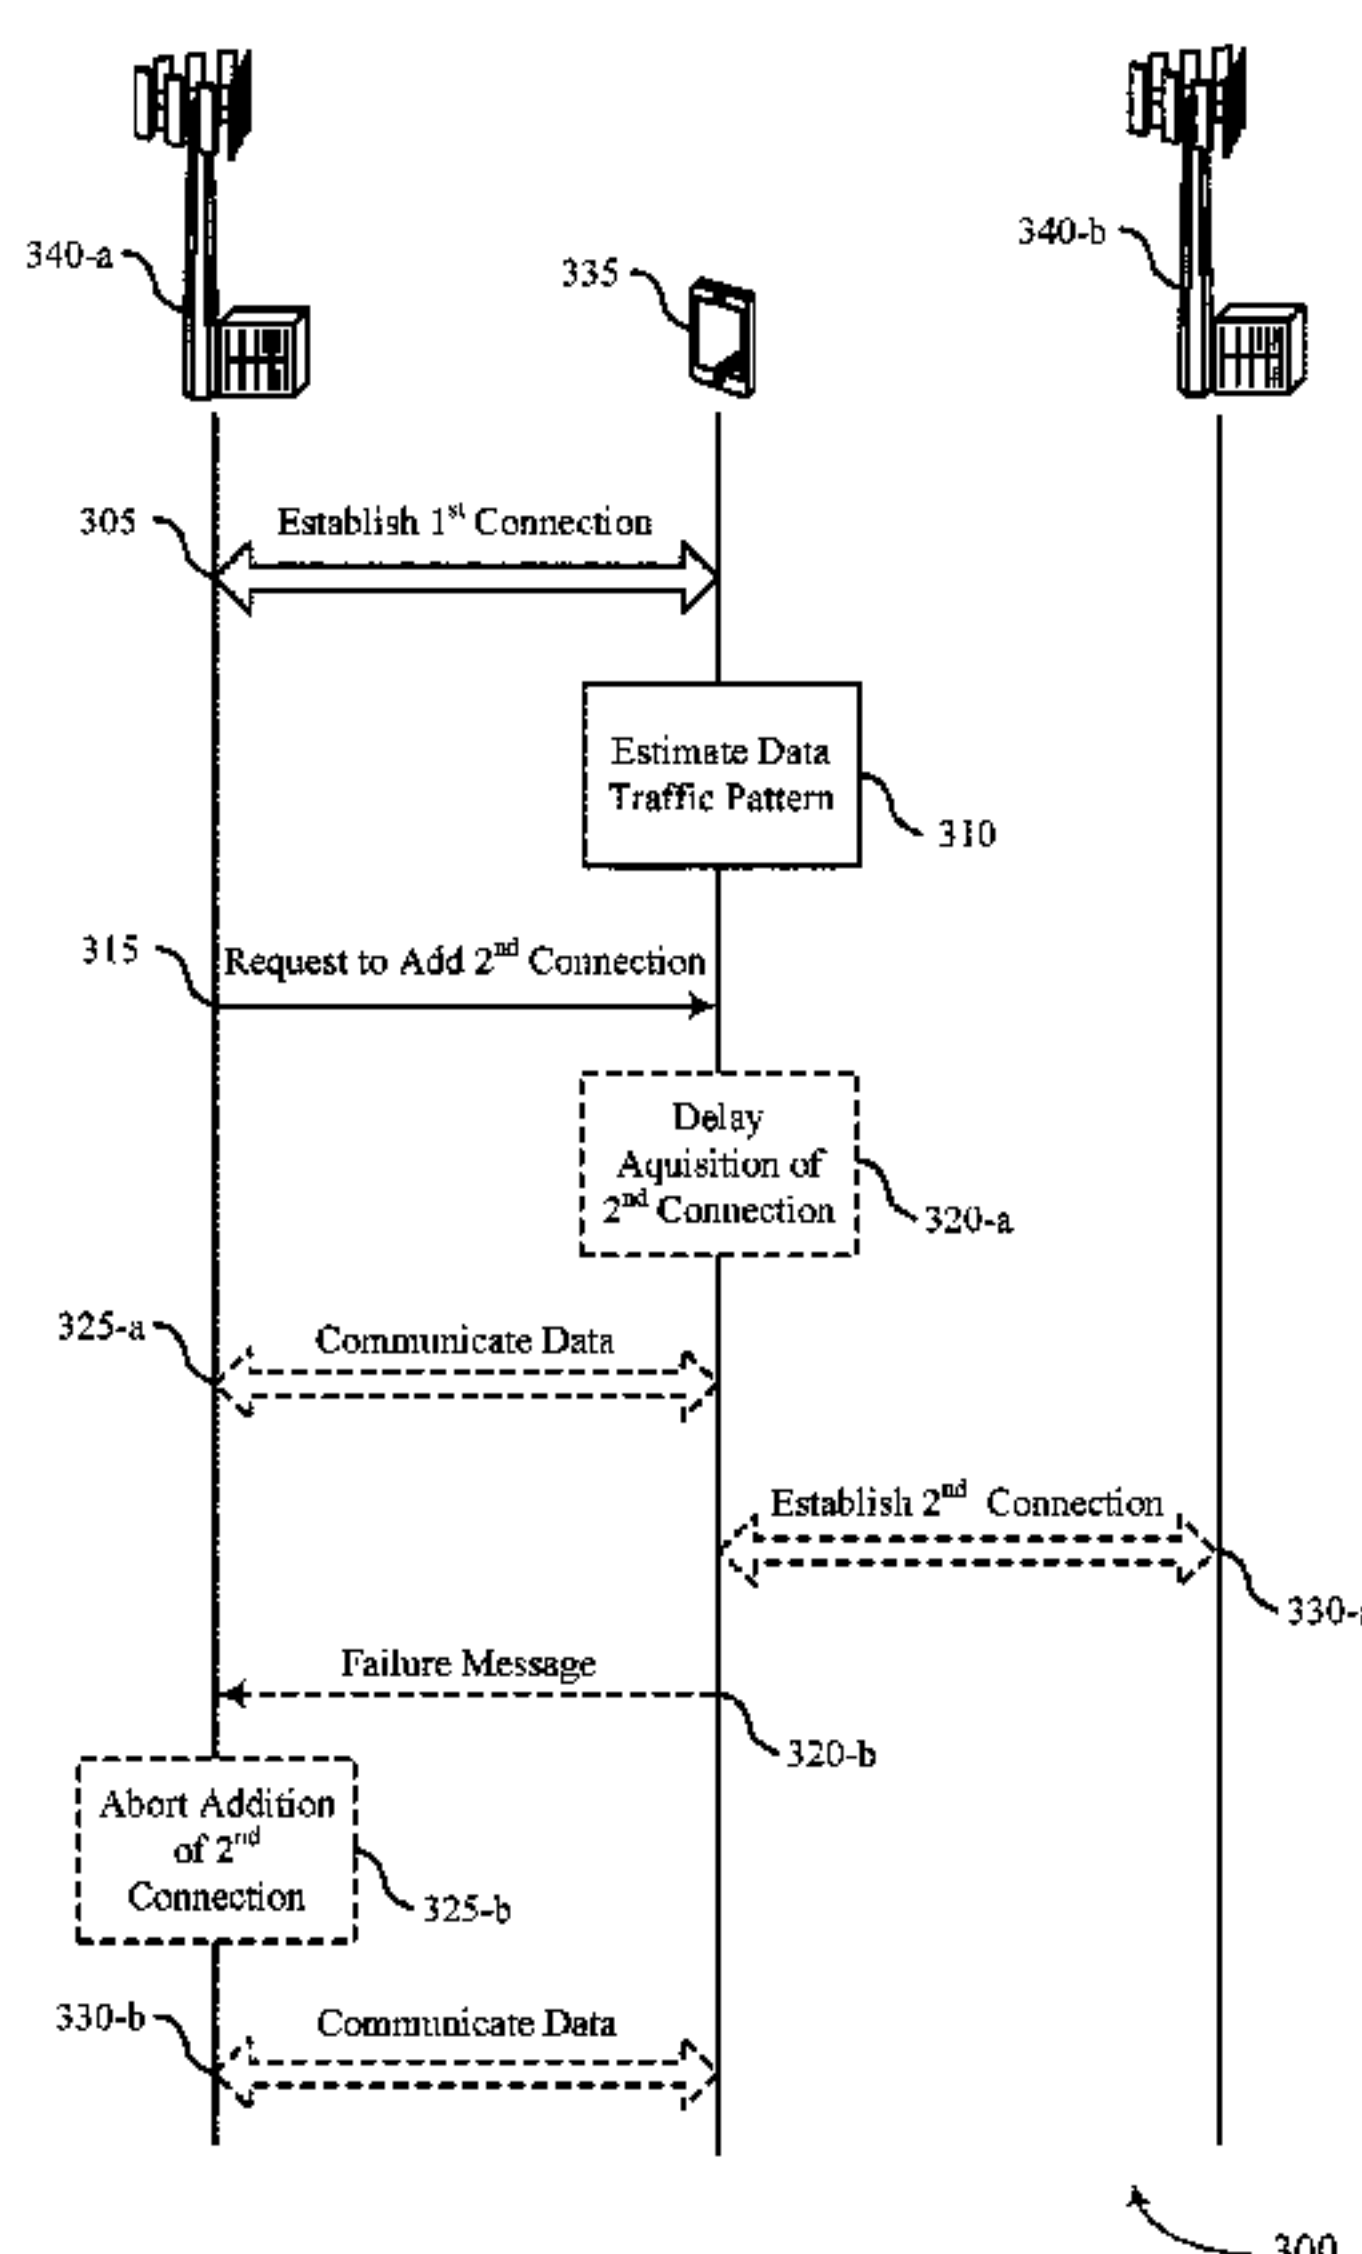 340-a
335
340-b
305
Establish 1st Connection
Estimate Data
Traffic Pattern
310
315
Request to Add 2nd Connection
Delay
Aquisition of
2nd Connection
320-a
325-a
Communicate Data
Establish 2nd Connection
330-a
Failure Message
320-b
Abort Addition
of 2nd
Connection
325-b
330-b
Communicate Data
300